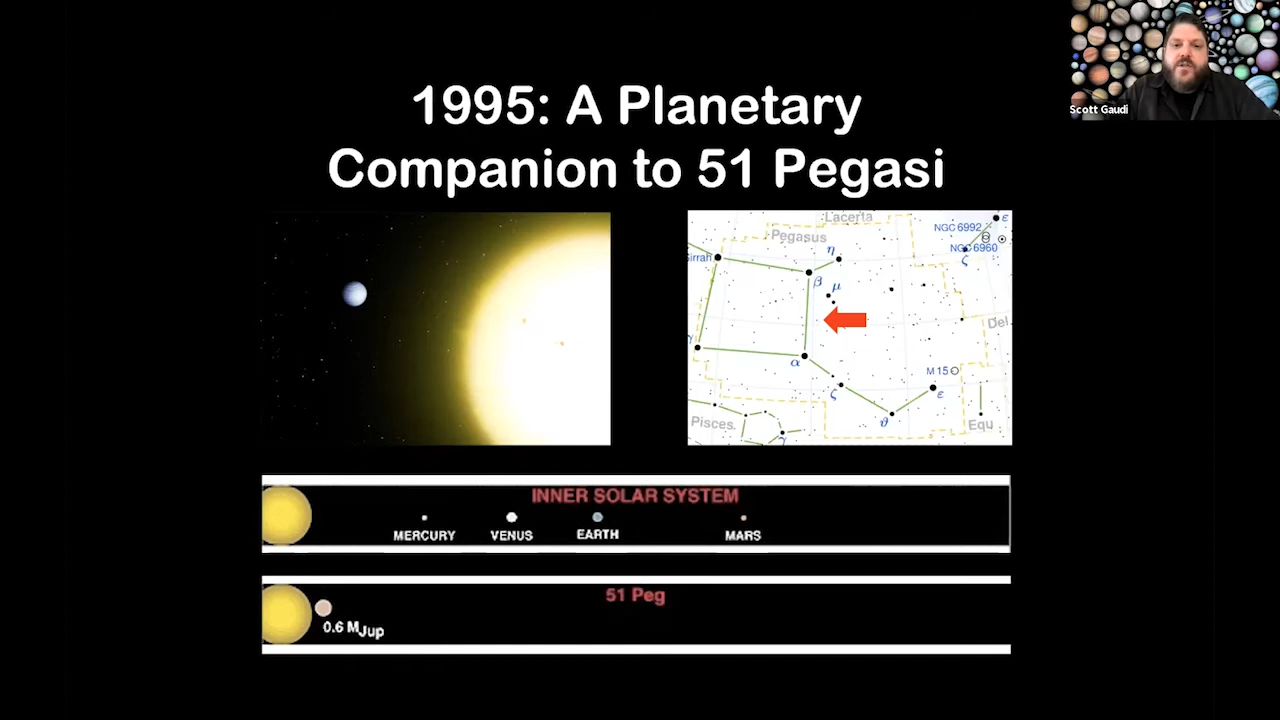 Scott Gaudi
1995: A Planetary
Companion to 51 Pegasi
Lacerta
ε
NGC 6992
Pegasus
η
NGC 6960
ζ
Sirrah
β
μ
Del
γ
α
M 15
ζ
ε
ϑ
Pisces
Equ
γ
INNER SOLAR SYSTEM
MERCURY VENUS EARTH MARS
51 Peg
0.6 MJup